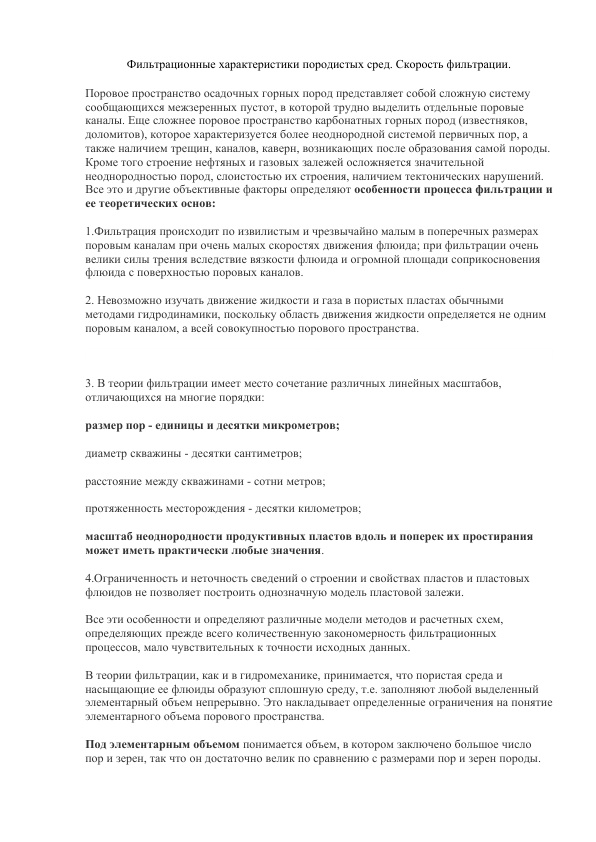 Фильтрационные характеристики породистых сред. Скорость фильтрации.
Поровое пространство осадочных горных пород представляет собой сложную систему
сообщающихся межзеренных пустот, в которой трудно выделить отдельные поровые
каналы. Еще сложнее поровое пространство карбонатных горных пород (известняков,
доломитов), которое характеризуется более неоднородной системой первичных пор, а
также наличием трещин, каналов, каверн, возникающих после образования самой породы.
Кроме того строение нефтяных и газовых залежей осложняется значительной
неоднородностью пород, слоистостью их строения, наличием тектонических нарушений.
Все это и другие объективные факторы определяют особенности процесса фильтрации и
ее теоретических основ:
1.Фильтрация происходит по извилистым и чрезвычайно малым в поперечных размерах
поровым каналам при очень малых скоростях движения флюида; при фильтрации очень
велики силы трения вследствие вязкости флюида и огромной площади соприкосновения
флюида с поверхностью поровых каналов.
2. Невозможно изучать движение жидкости и газа в пористых пластах обычными
методами гидродинамики, поскольку область движения жидкости определяется не одним
поровым каналом, а всей совокупностью порового пространства.
3. В теории фильтрации имеет место сочетание различных линейных масштабов,
отличающихся на многие порядки:
размер пор - единицы и десятки микрометров;
диаметр скважины - десятки сантиметров;
расстояние между скважинами - сотни метров;
протяженность месторождения - десятки километров;
масштаб неоднородности продуктивных пластов вдоль и поперек их простирания
может иметь практически любые значения.
4.Ограниченность и неточность сведений о строении и свойствах пластов и пластовых
флюидов не позволяет построить однозначную модель пластовой залежи.
Все эти особенности и определяют различные модели методов и расчетных схем,
определяющих прежде всего количественную закономерность фильтрационных
процессов, мало чувствительных к точности исходных данных.
В теории фильтрации, как и в гидромеханике, принимается, что пористая среда и
насыщающие ее флюиды образуют сплошную среду, т.е. заполняют любой выделенный
элементарный объем непрерывно. Это накладывает определенные ограничения на понятие
элементарного объема порового пространства.
Под элементарным объемом понимается объем, в котором заключено большое число
пор и зерен, так что он достаточно велик по сравнению с размерами пор и зерен породы.